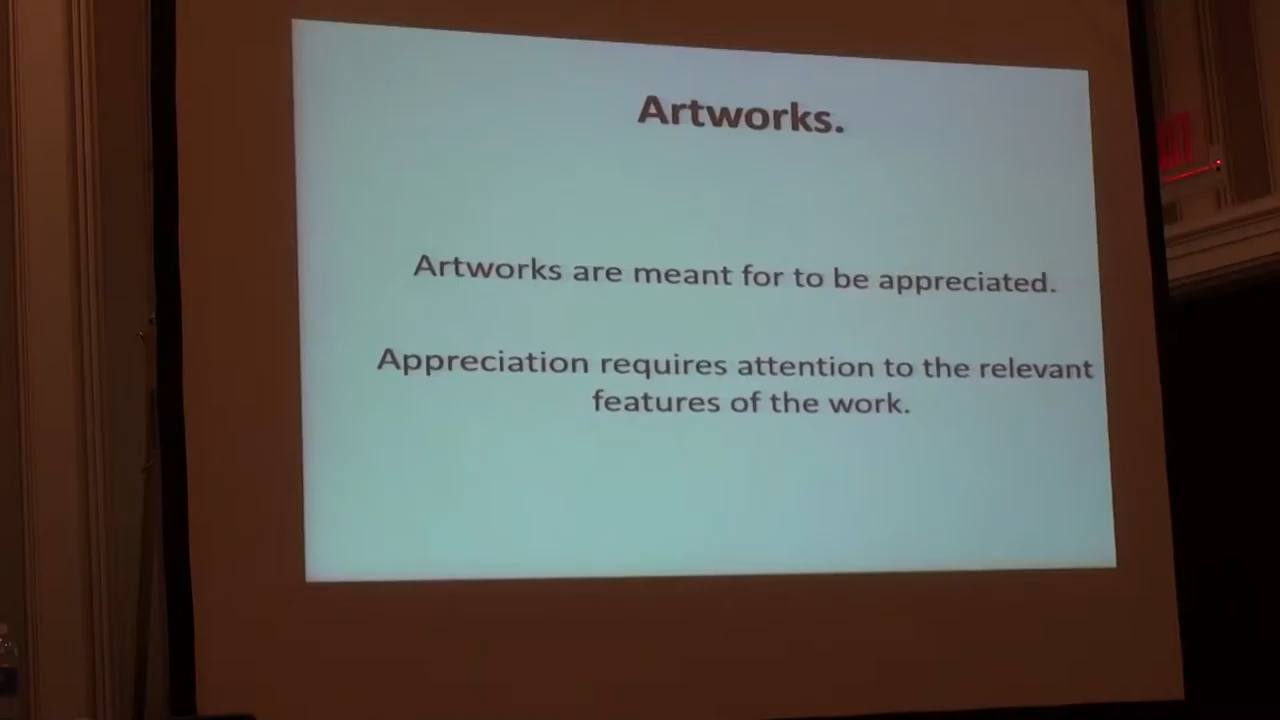 Artworks.
Artworks are meant for to be appreciated.
Appreciation requires attention to the relevant
features of the work.